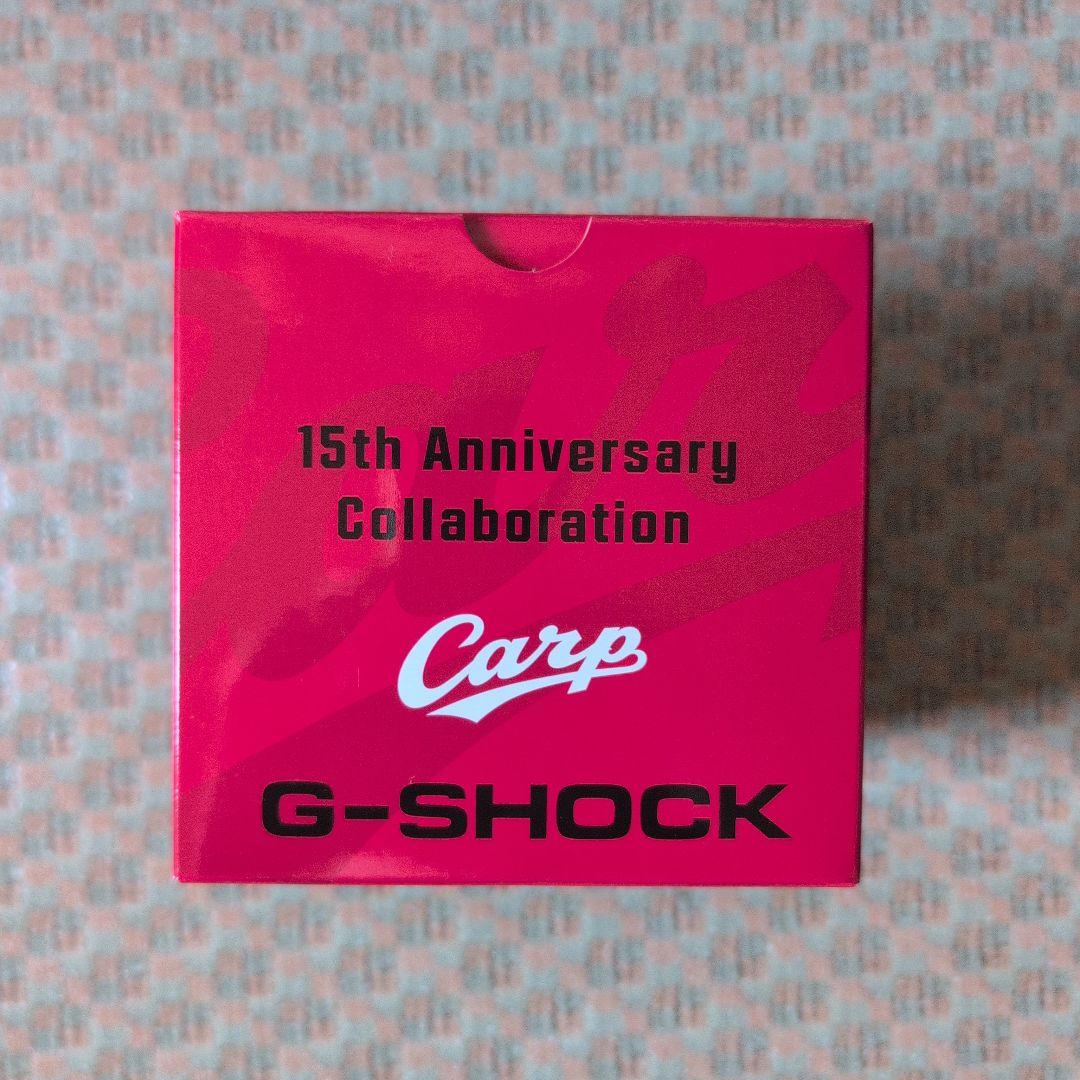 15th Anniversary
Collaboration
Carp
G-SHOCK